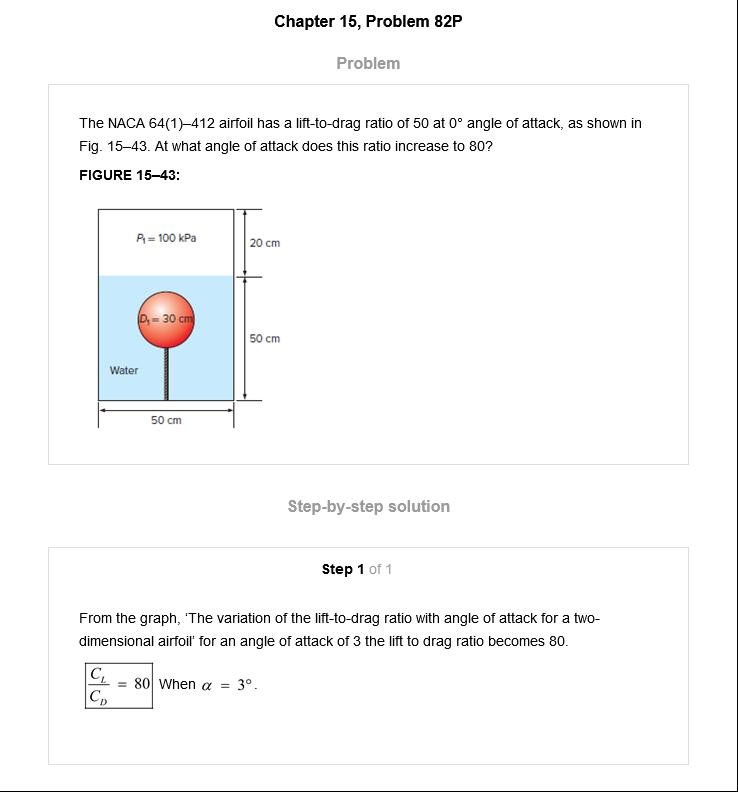 Chapter 15, Problem 82P
Problem
The NACA 64(1)–412 airfoil has a lift-to-drag ratio of 50 at 0° angle of attack, as shown in
Fig. 15–43. At what angle of attack does this ratio increase to 80?
FIGURE 15–43:
P₁ = 100 kPa
20 cm
D₁ = 30 cm
50 cm
Water
50 cm
Step-by-step solution
Step 1 of 1
From the graph, ‘The variation of the lift-to-drag ratio with angle of attack for a two-
dimensional airfoil’ for an angle of attack of 3 the lift to drag ratio becomes 80.
C_L / C_D = 80 When α = 3°.